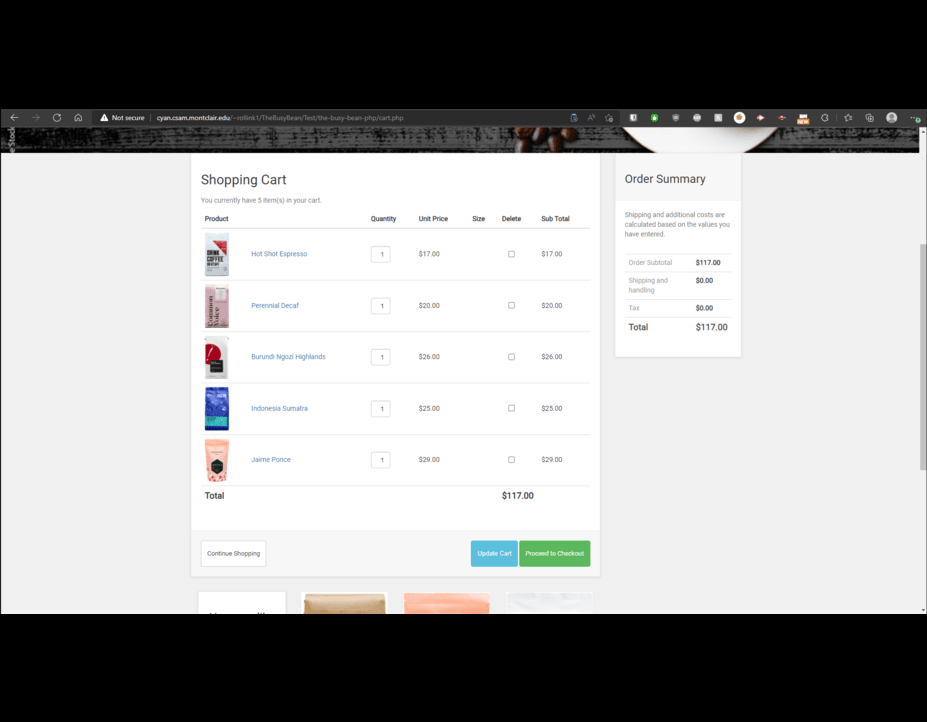 Not secure cyan.csam.montclair.edu/~rollink1/TheBusyBean/Test/the-busy-bean-php/cart.php
NEW
Shopping Cart
You currently have 5 item(s) in your cart.
Product Quantity Unit Price Size Delete Sub Total
Hot Shot Espresso 1 $17.00 $17.00
Perennial Decaf 1 $20.00 $20.00
Burundi Ngozi Highlands 1 $26.00 $26.00
Indonesia Sumatra 1 $25.00 $25.00
Jaime Ponce 1 $29.00 $29.00
Total $117.00
Continue Shopping Update Cart Proceed to Checkout
Order Summary
Shipping and additional costs are
calculated based on the values you
have entered.
Order Subtotal $117.00
Shipping and $0.00
handling
Tax $0.00
Total $117.00
DRINK
COFFEE